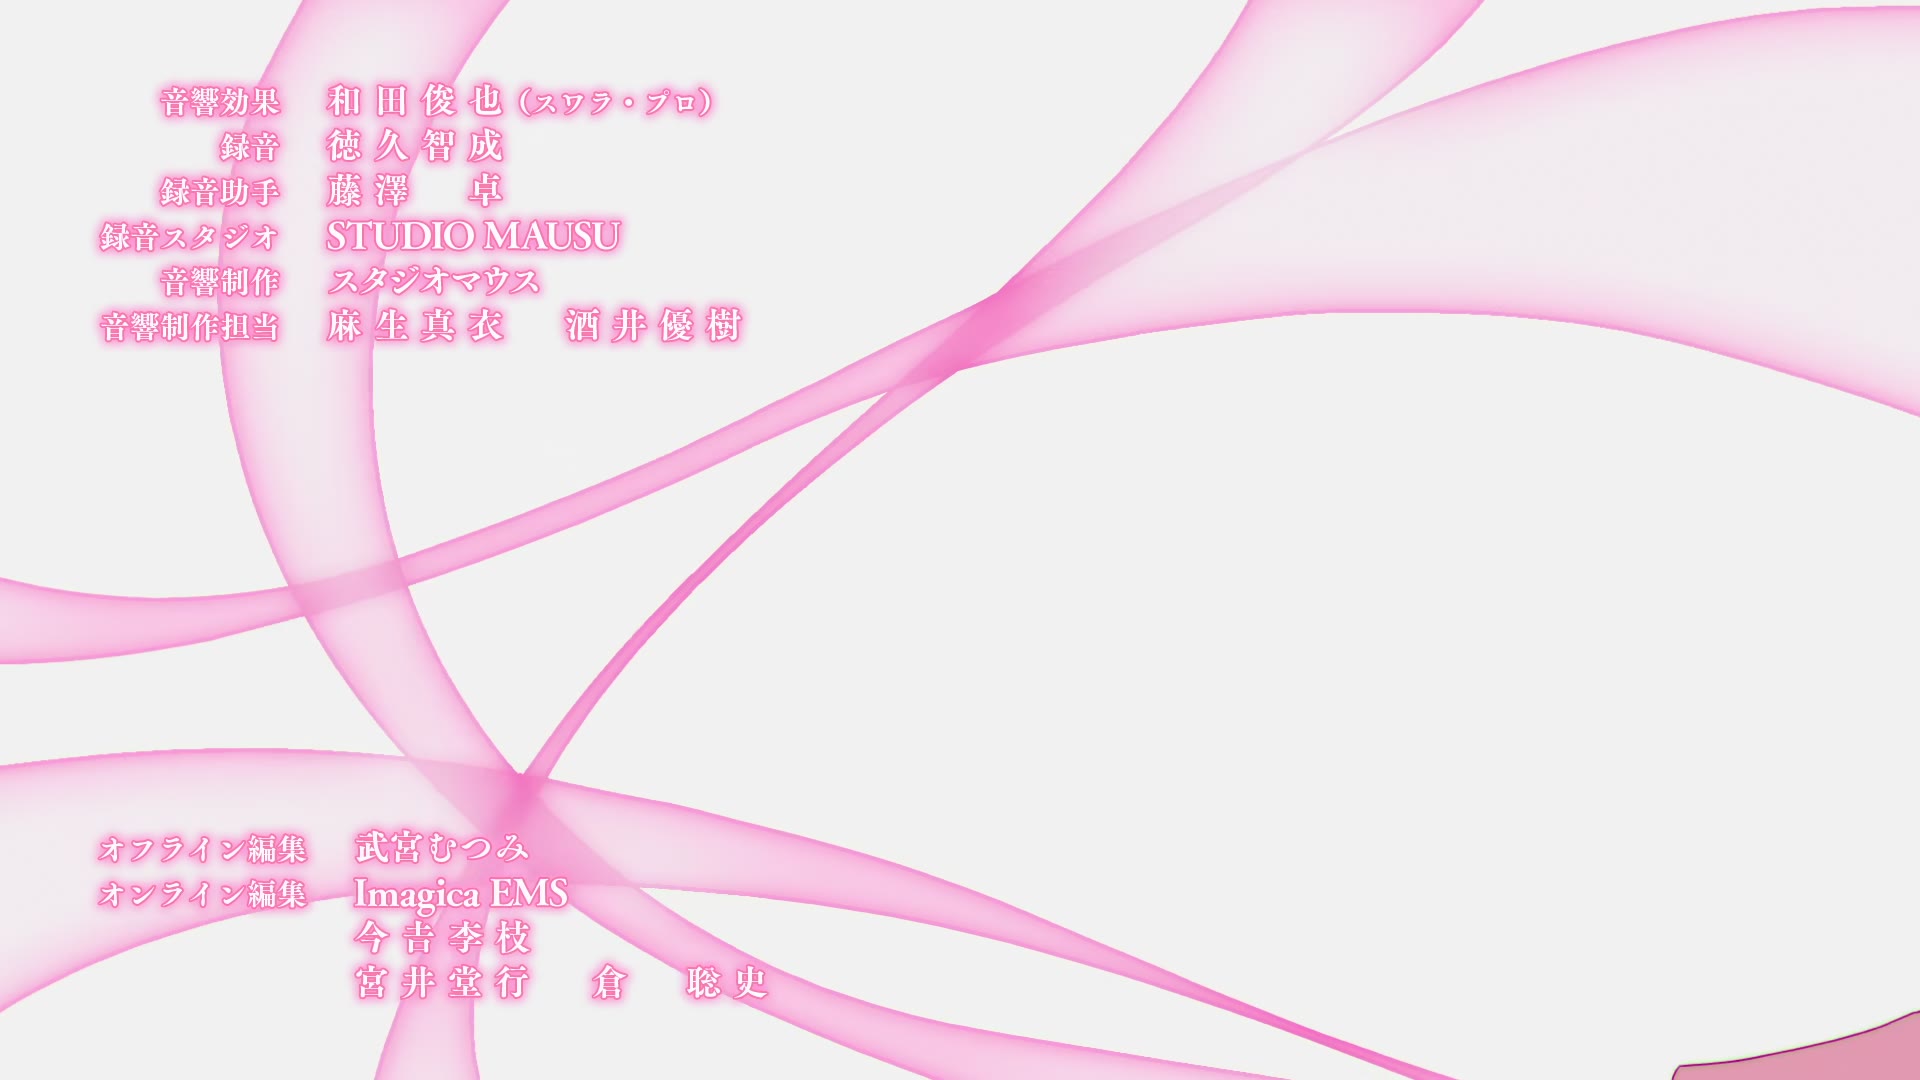 音響効果 和田俊也（スワラ・プロ）
録音 徳久智成
録音助手 藤澤 卓
録音スタジオ STUDIO MAUSU
音響制作 スタジオマウス
音響制作担当 麻生真衣 酒井優樹
オフライン編集 武宮むつみ
オンライン編集 Imagica EMS
今𠮷李枝
宮井堂行 倉 聡史